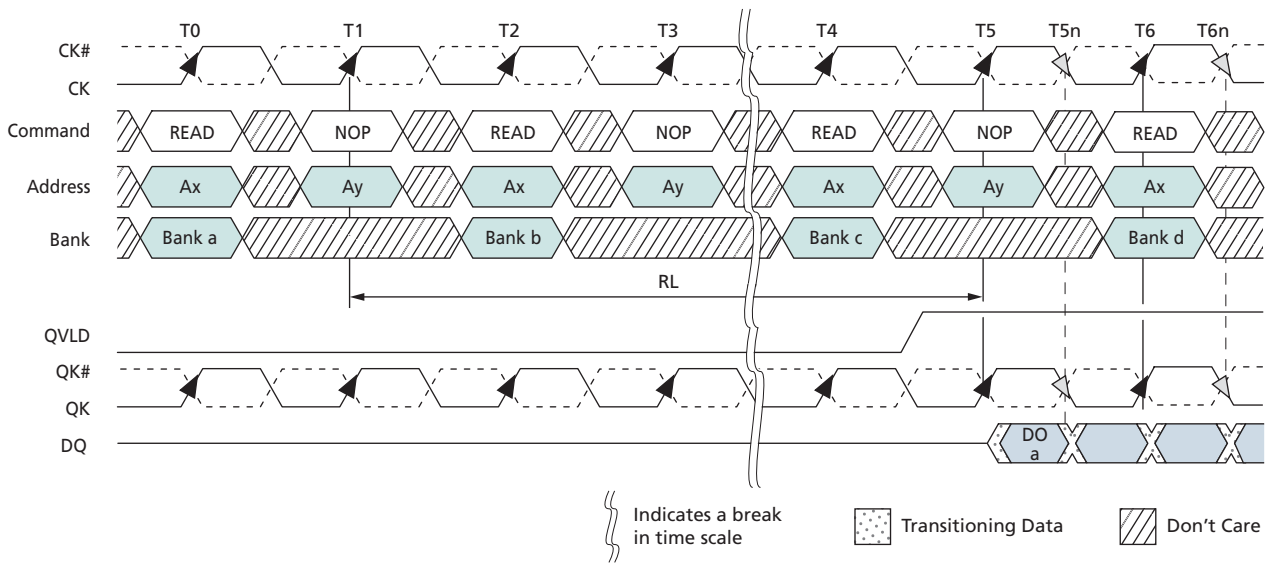 T0 T1 T2 T3 T4 T5 T5n T6 T6n
CK#
CK
Command READ NOP READ NOP READ NOP READ
Address Ax Ay Ax Ay Ax Ay Ax
Bank Bank a Bank b Bank c Bank d
RL
QVLD
QK#
QK
DQ DO
a
Indicates a break
in time scale
Transitioning Data
Don't Care